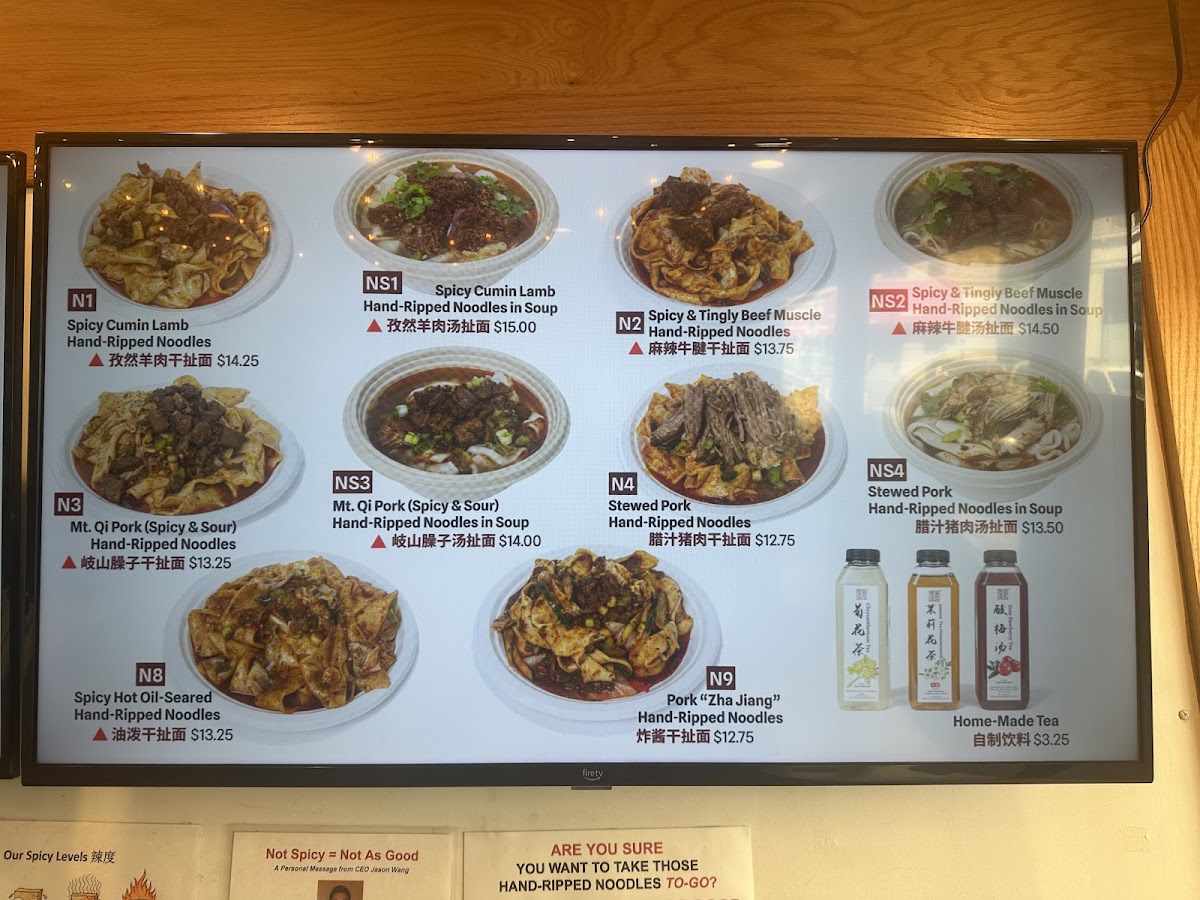 N1
Spicy Cumin Lamb
Hand-Ripped Noodles
孜然羊肉干扯面 $14.25
NS1
Spicy Cumin Lamb
Hand-Ripped Noodles in Soup
孜然羊肉汤扯面 $15.00
N2
Spicy & Tingly Beef Muscle
Hand-Ripped Noodles
麻辣牛腱干扯面 $13.75
NS2
Spicy & Tingly Beef Muscle
Hand-Ripped Noodles in Soup
麻辣牛腱汤扯面 $14.50
N3
Mt. Qi Pork (Spicy & Sour)
Hand-Ripped Noodles
岐山臊子干扯面 $13.25
NS3
Mt. Qi Pork (Spicy & Sour)
Hand-Ripped Noodles in Soup
岐山臊子汤扯面 $14.00
N4
Stewed Pork
Hand-Ripped Noodles
腊汁猪肉干扯面 $12.75
NS4
Stewed Pork
Hand-Ripped Noodles in Soup
腊汁猪肉汤扯面 $13.50
N8
Spicy Hot Oil-Seared
Hand-Ripped Noodles
油泼干扯面 $13.25
N9
Pork “Zha Jiang”
Hand-Ripped Noodles
炸酱干扯面 $12.75
菊花茶
Chrysanthemum Tea
茉莉花茶
酸梅汤
Home-Made Tea
自制饮料 $3.25
firetv
Our Spicy Levels 辣度
Not Spicy = Not As Good
A Personal Message from CEO Jason Wang
ARE YOU SURE
YOU WANT TO TAKE THOSE
HAND-RIPPED NOODLES TO-GO?